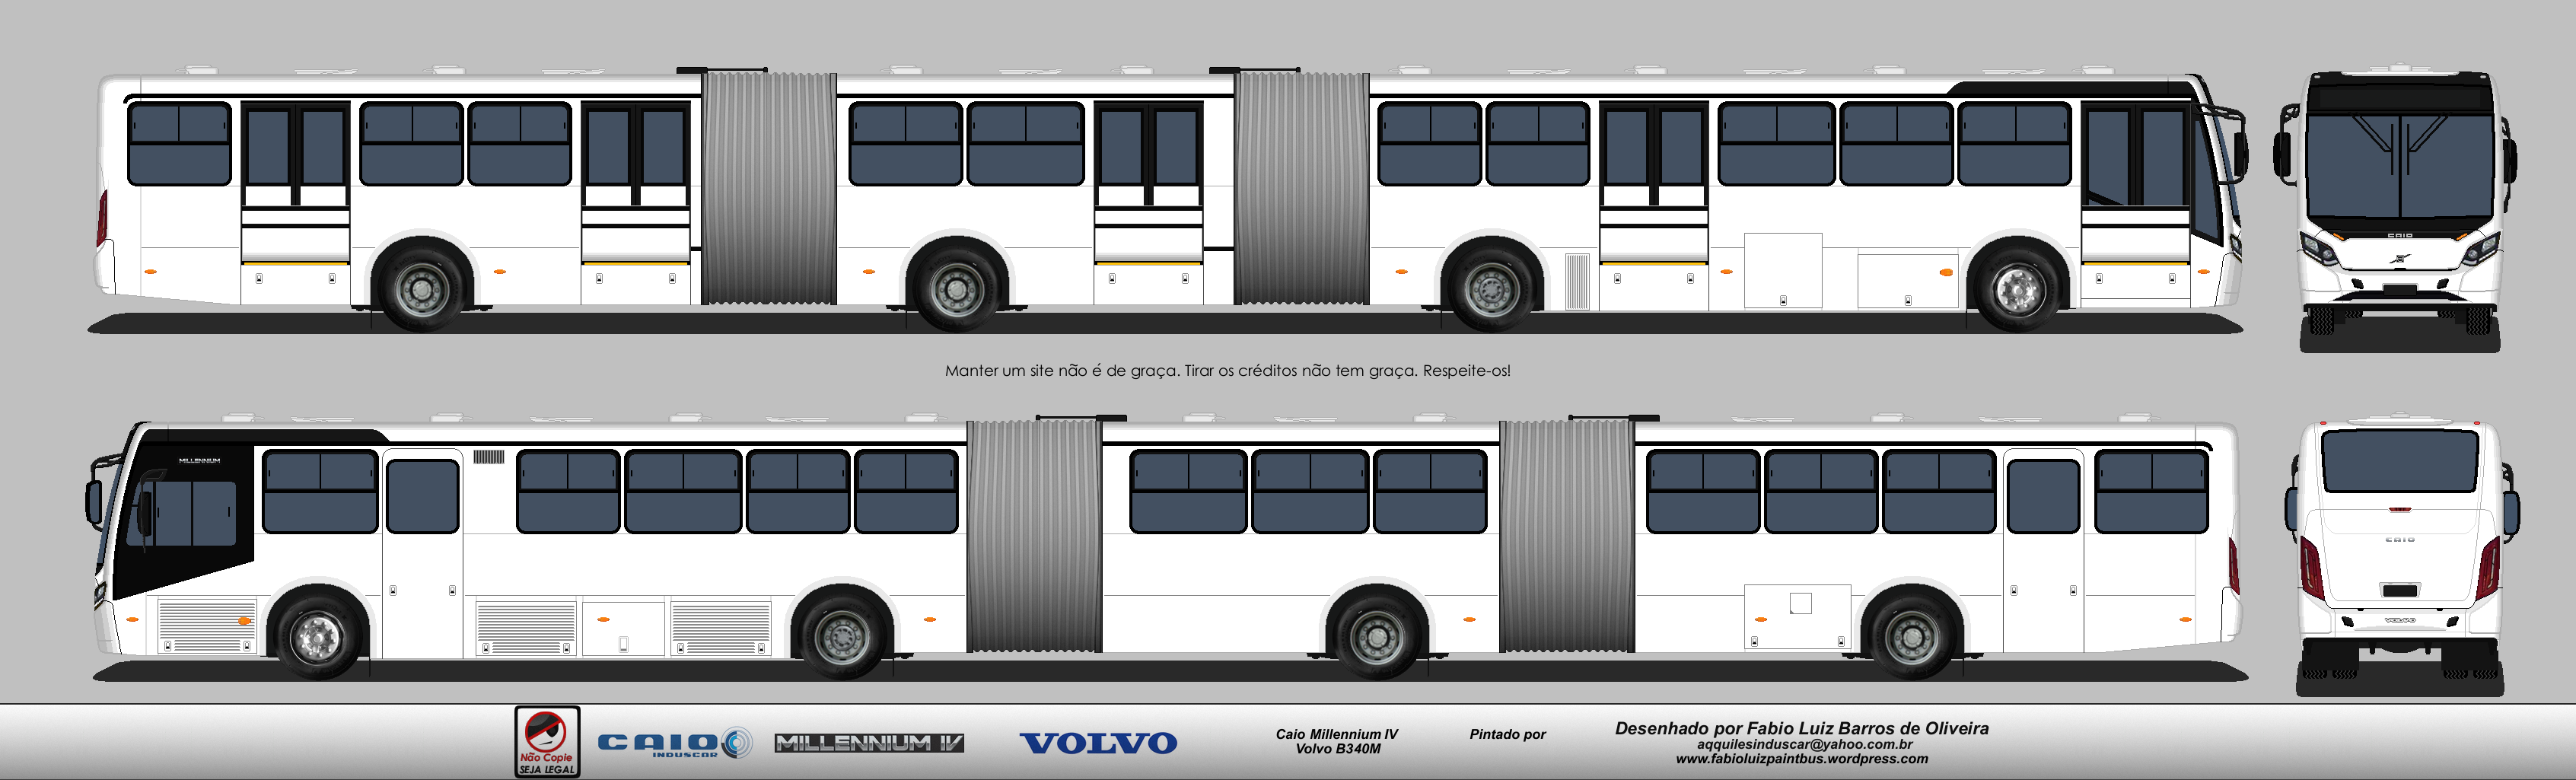 CAIO
Manter um site não é de graça. Tirar os créditos não tem graça. Respeite-os!
MILLENNIUM
CAIO
VOLVO
Não Copie
SEJA LEGAL
CAIO
INDUSCAR
MILLENNIUM IV
VOLVO
Caio Millennium IV
Volvo B340M
Pintado por
Desenhado por Fabio Luiz Barros de Oliveira
aqquilesinduscar@yahoo.com.br
www.fabioluizpaintbus.wordpress.com